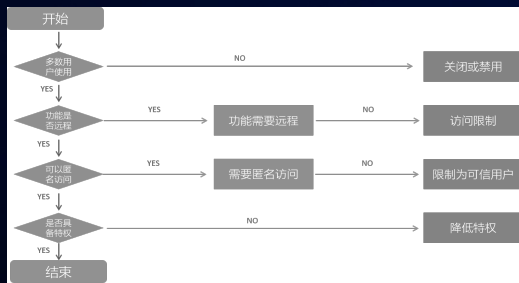 开始
多数用
户使用
NO
关闭或禁用
YES
功能是
否远程
YES
功能需要远程
NO
访问限制
YES
可以匿
名访问
YES
需要匿名访问
NO
限制为可信用户
YES
是否具
备特权
NO
降低特权
YES
结束